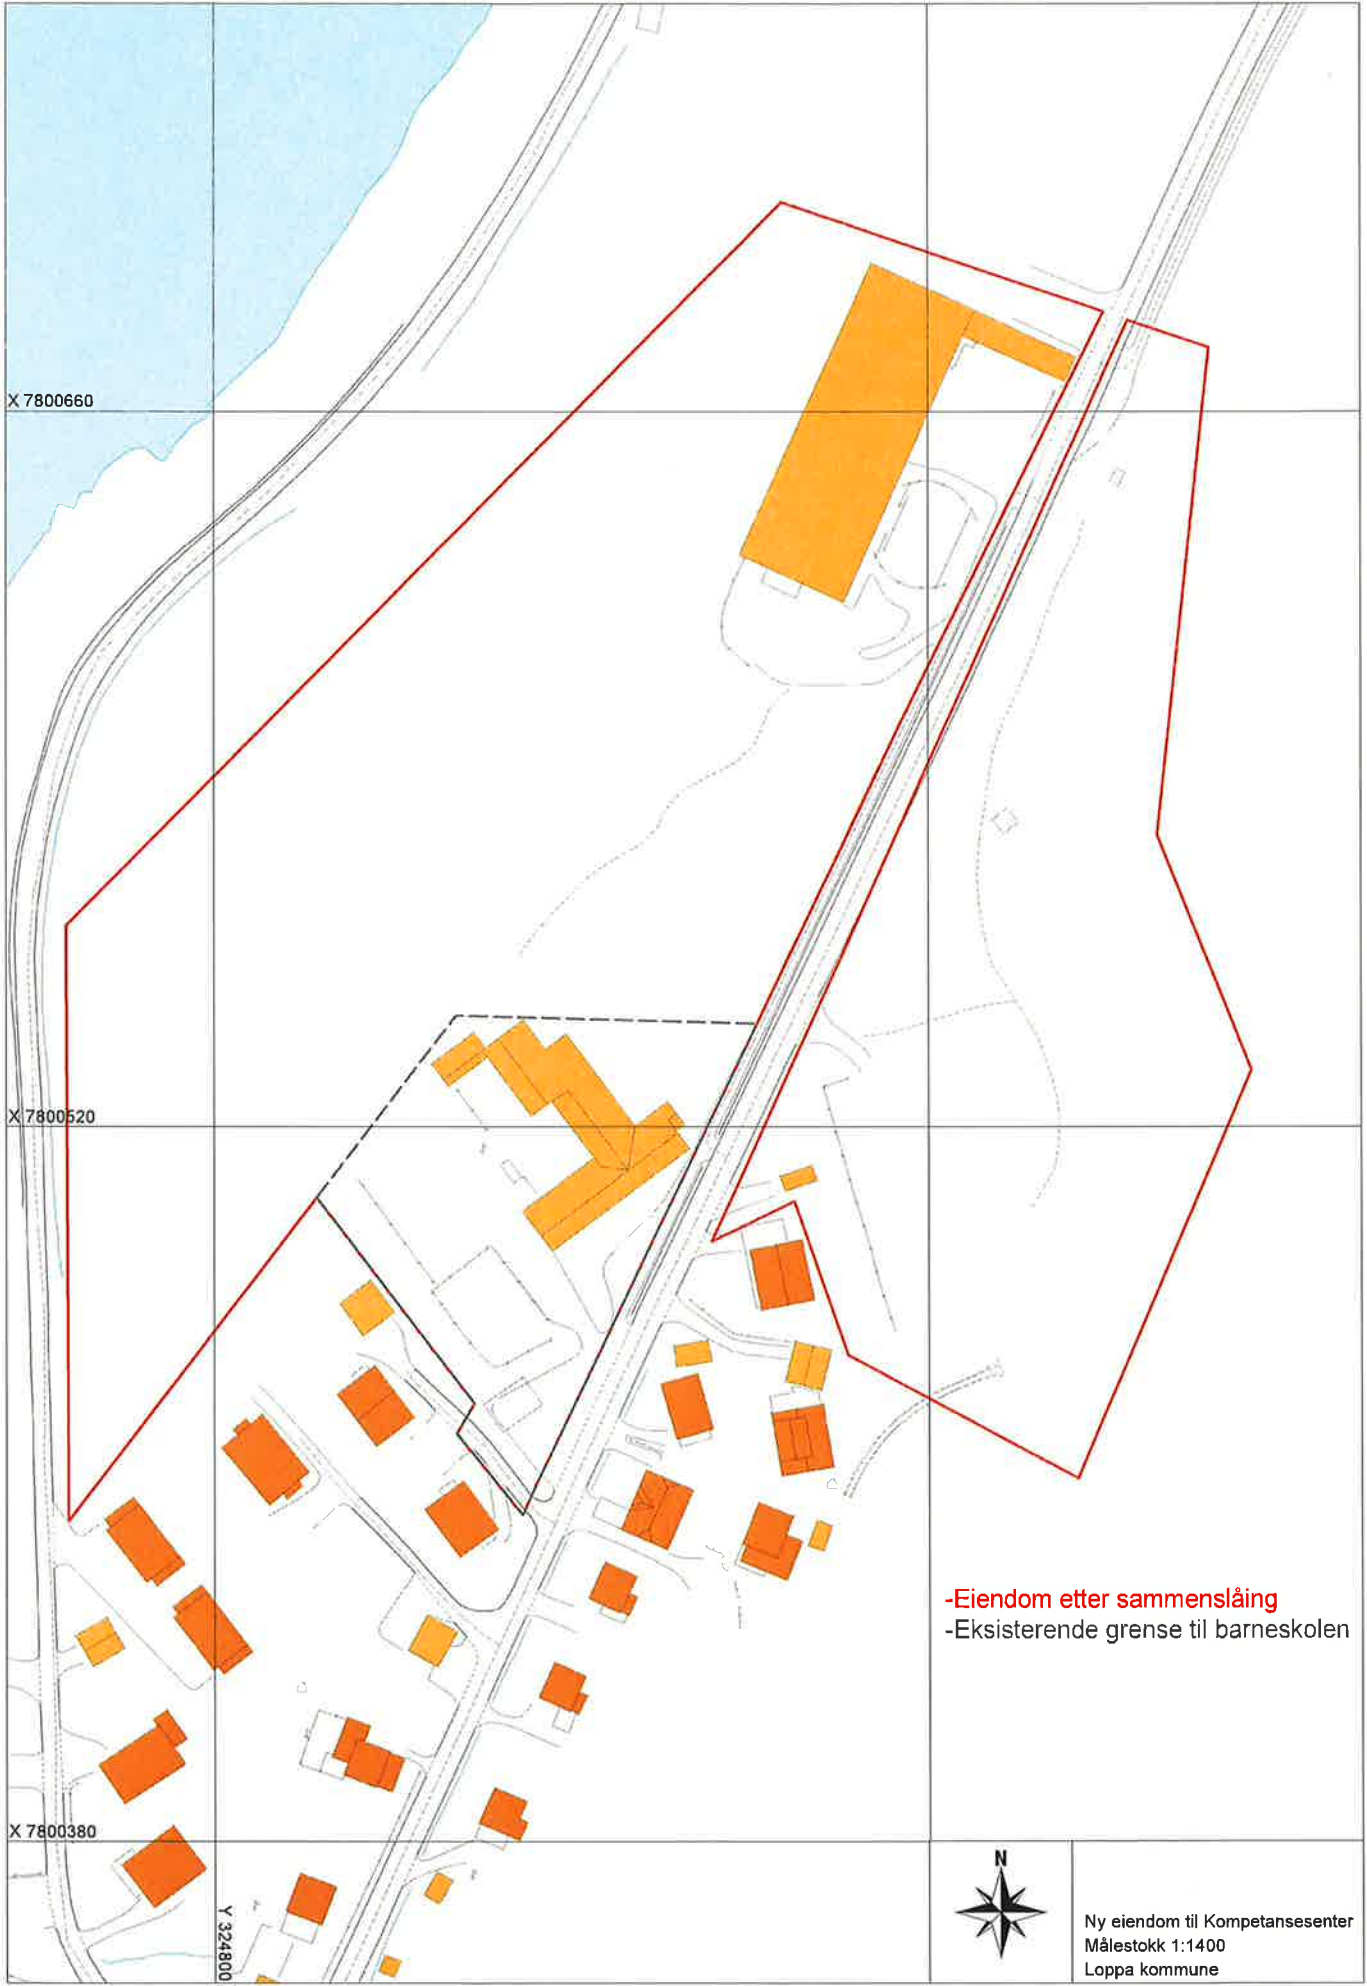 X 7800660
X 7800520
-Eiendom etter sammenslåing
-Eksisterende grense til barneskolen
X 7800380
Y 324800
N
Ny eiendom til Kompetansesenter
Målestokk 1:1400
Loppa kommune